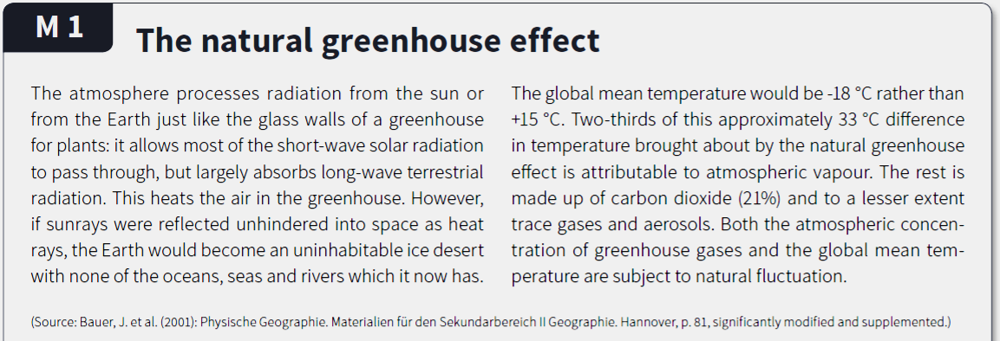 M 1
The natural greenhouse effect
The atmosphere processes radiation from the sun or
from the Earth just like the glass walls of a greenhouse
for plants: it allows most of the short-wave solar radiation
to pass through, but largely absorbs long-wave terrestrial
radiation. This heats the air in the greenhouse. However,
if sunrays were reflected unhindered into space as heat
rays, the Earth would become an uninhabitable ice desert
with none of the oceans, seas and rivers which it now has.
The global mean temperature would be -18 °C rather than
+15 °C. Two-thirds of this approximately 33 °C difference
in temperature brought about by the natural greenhouse
effect is attributable to atmospheric vapour. The rest is
made up of carbon dioxide (21%) and to a lesser extent
trace gases and aerosols. Both the atmospheric concen-
tration of greenhouse gases and the global mean tem-
perature are subject to natural fluctuation.
(Source: Bauer, J. et al. (2001): Physische Geographie. Materialien für den Sekundarbereich II Geographie. Hannover, p. 81, significantly modified and supplemented.)